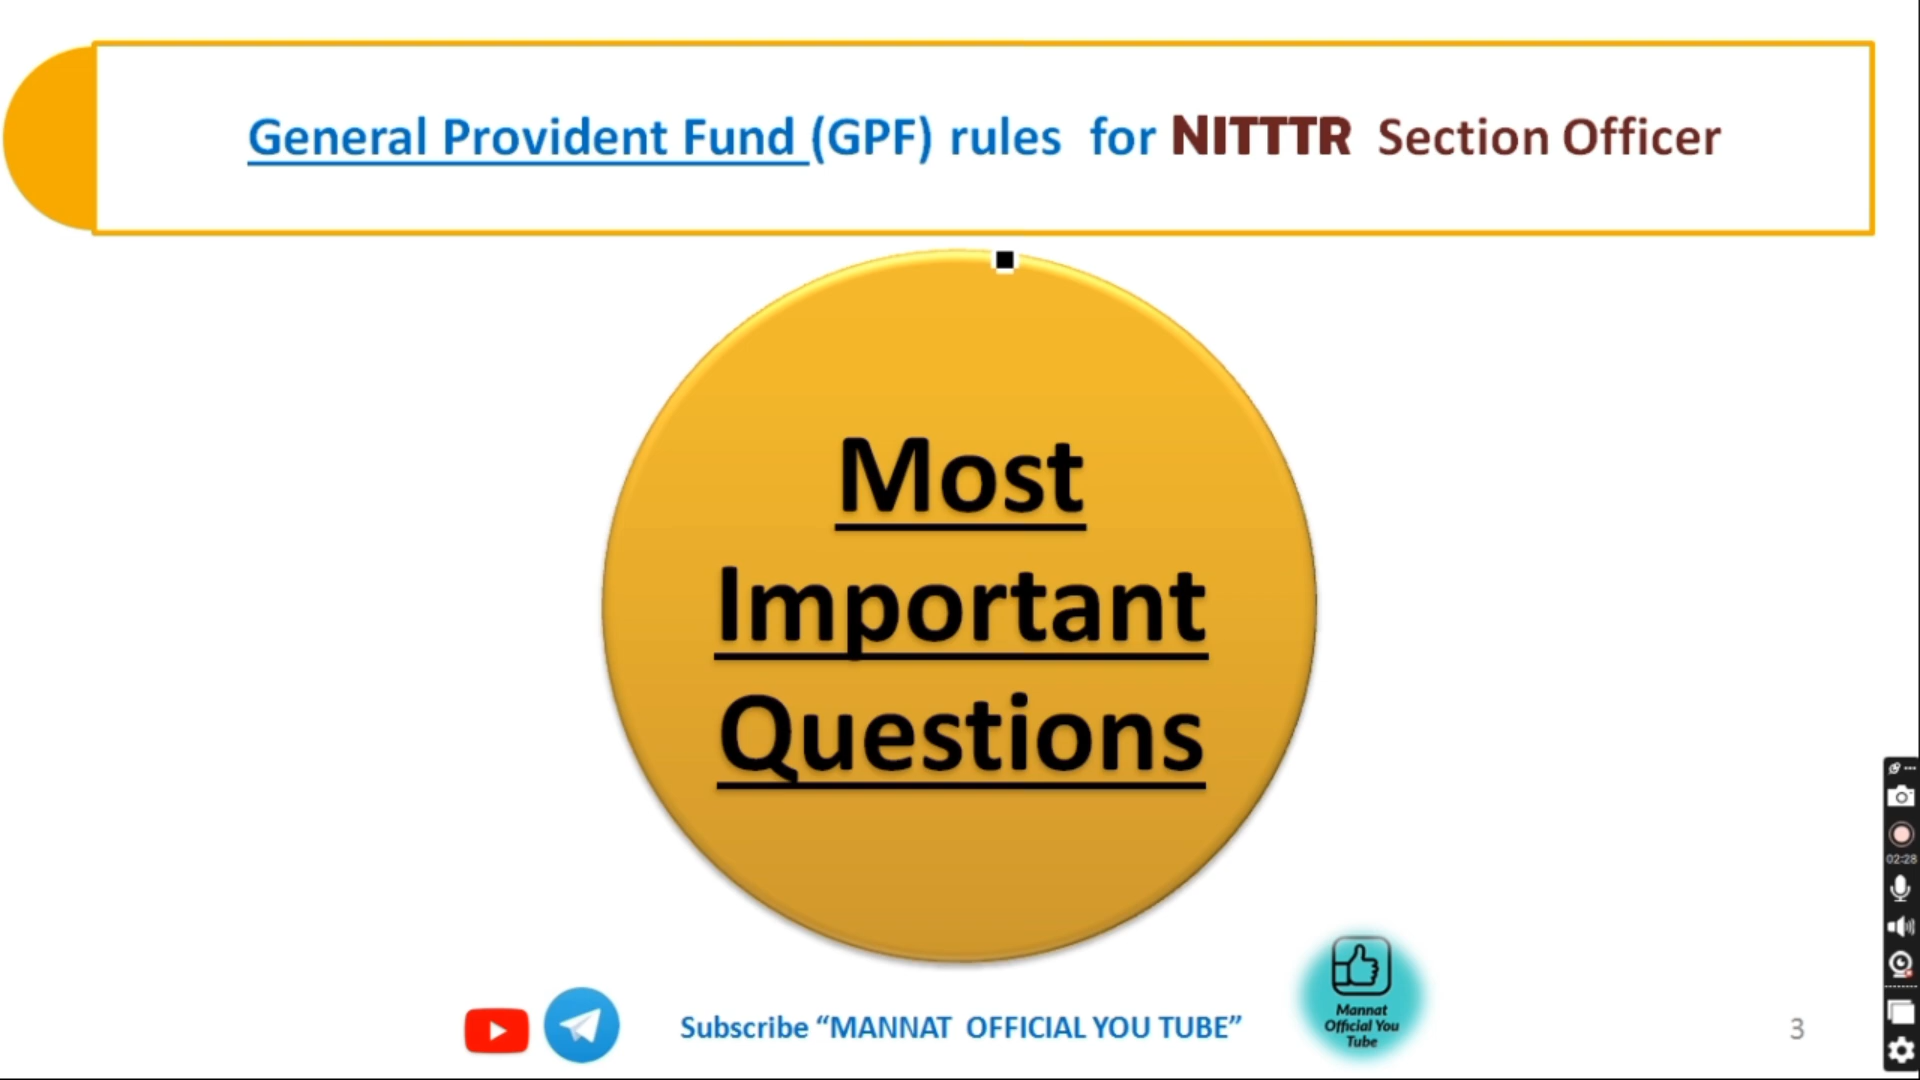 General Provident Fund (GPF) rules for NITTTR Section Officer
Most
Important
Questions
02:28
Subscribe “MANNAT OFFICIAL YOU TUBE”
Mannat
Official You
Tube
3